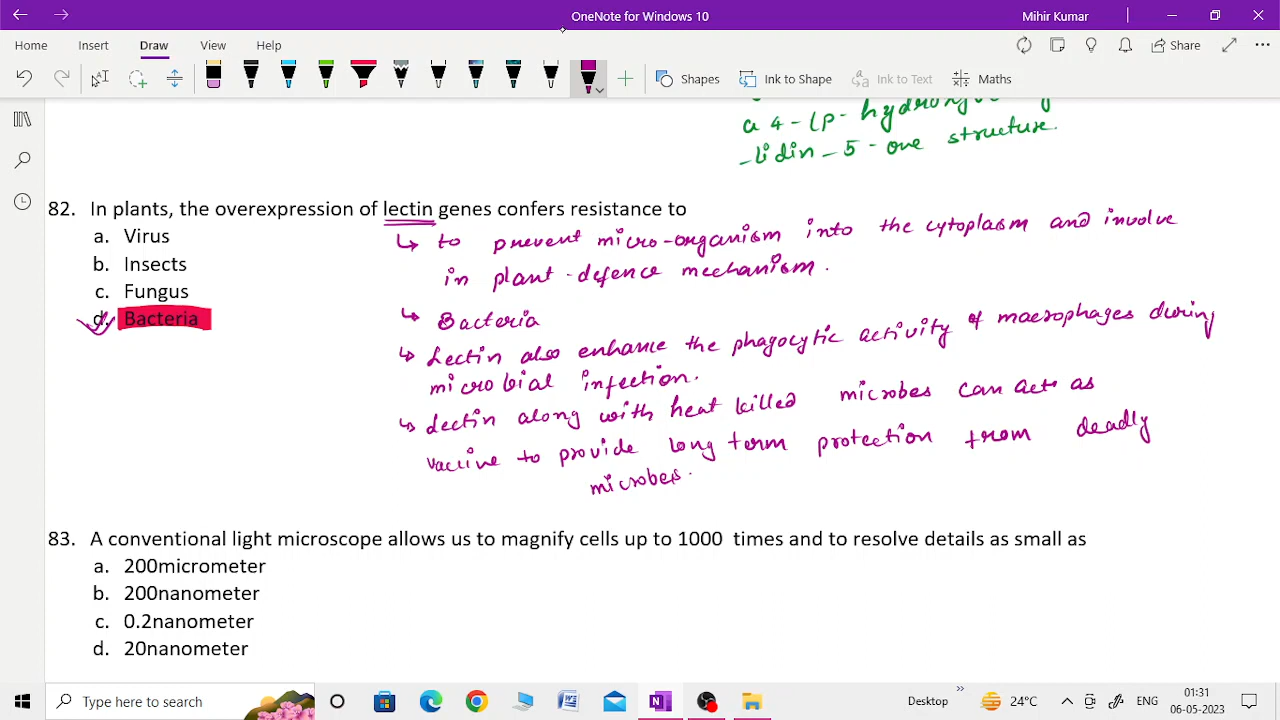 OneNote for Windows 10
Mihir Kumar
Home Insert Draw View Help
Share
Shapes Ink to Shape Ink to Text Maths
a 4-(p-
-lidin-5-one structure.
82. In plants, the overexpression of lectin genes confers resistance to
a. Virus
b. Insects
c. Fungus
d. Bacteria
↳ to prevent micro-organism into the cytoplasm and involve
in plant-defence mechanism.
↳ Bacteria
↳ Lectin also enhance the phagocytic activity of macrophages during
microbial infection.
↳ Lectin along with heat killed microbes can act as
vaccine to provide long term protection from deadly
microbes.
83. A conventional light microscope allows us to magnify cells up to 1000 times and to resolve details as small as
a. 200micrometer
b. 200nanometer
c. 0.2nanometer
d. 20nanometer
Type here to search
Desktop
24°C
ENG
01:31
06-05-2023